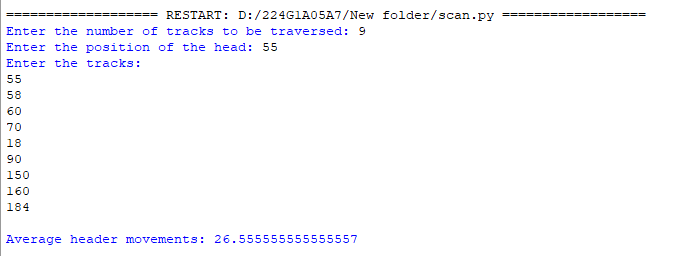 =================== RESTART: D:/224G1A05A7/New folder/scan.py ==================
Enter the number of tracks to be traversed: 9
Enter the position of the head: 55
Enter the tracks:
55
58
60
70
18
90
150
160
184
Average header movements: 26.555555555555557